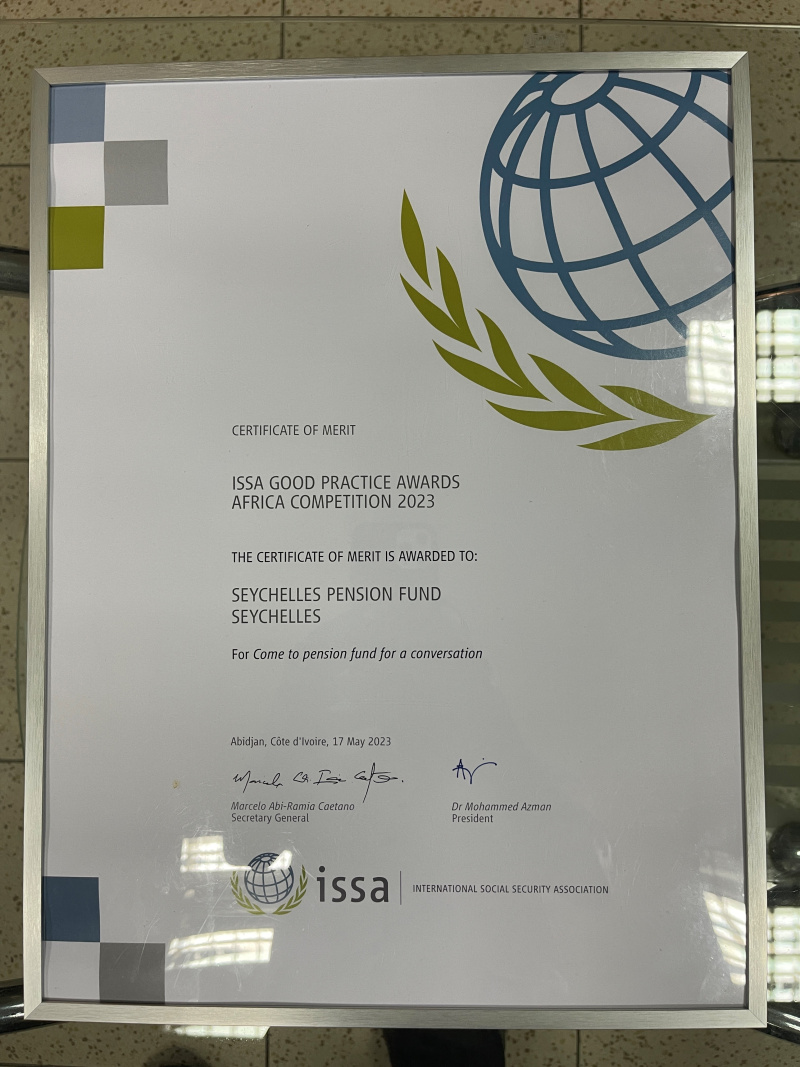 CERTIFICATE OF MERIT
ISSA GOOD PRACTICE AWARDS
AFRICA COMPETITION 2023
THE CERTIFICATE OF MERIT IS AWARDED TO:
SEYCHELLES PENSION FUND
SEYCHELLES
For Come to pension fund for a conversation
Abidjan, Côte d'Ivoire, 17 May 2023
Marcelo Abi-Ramia Caetano
Secretary General
Dr Mohammed Azman
President
issa
INTERNATIONAL SOCIAL SECURITY ASSOCIATION